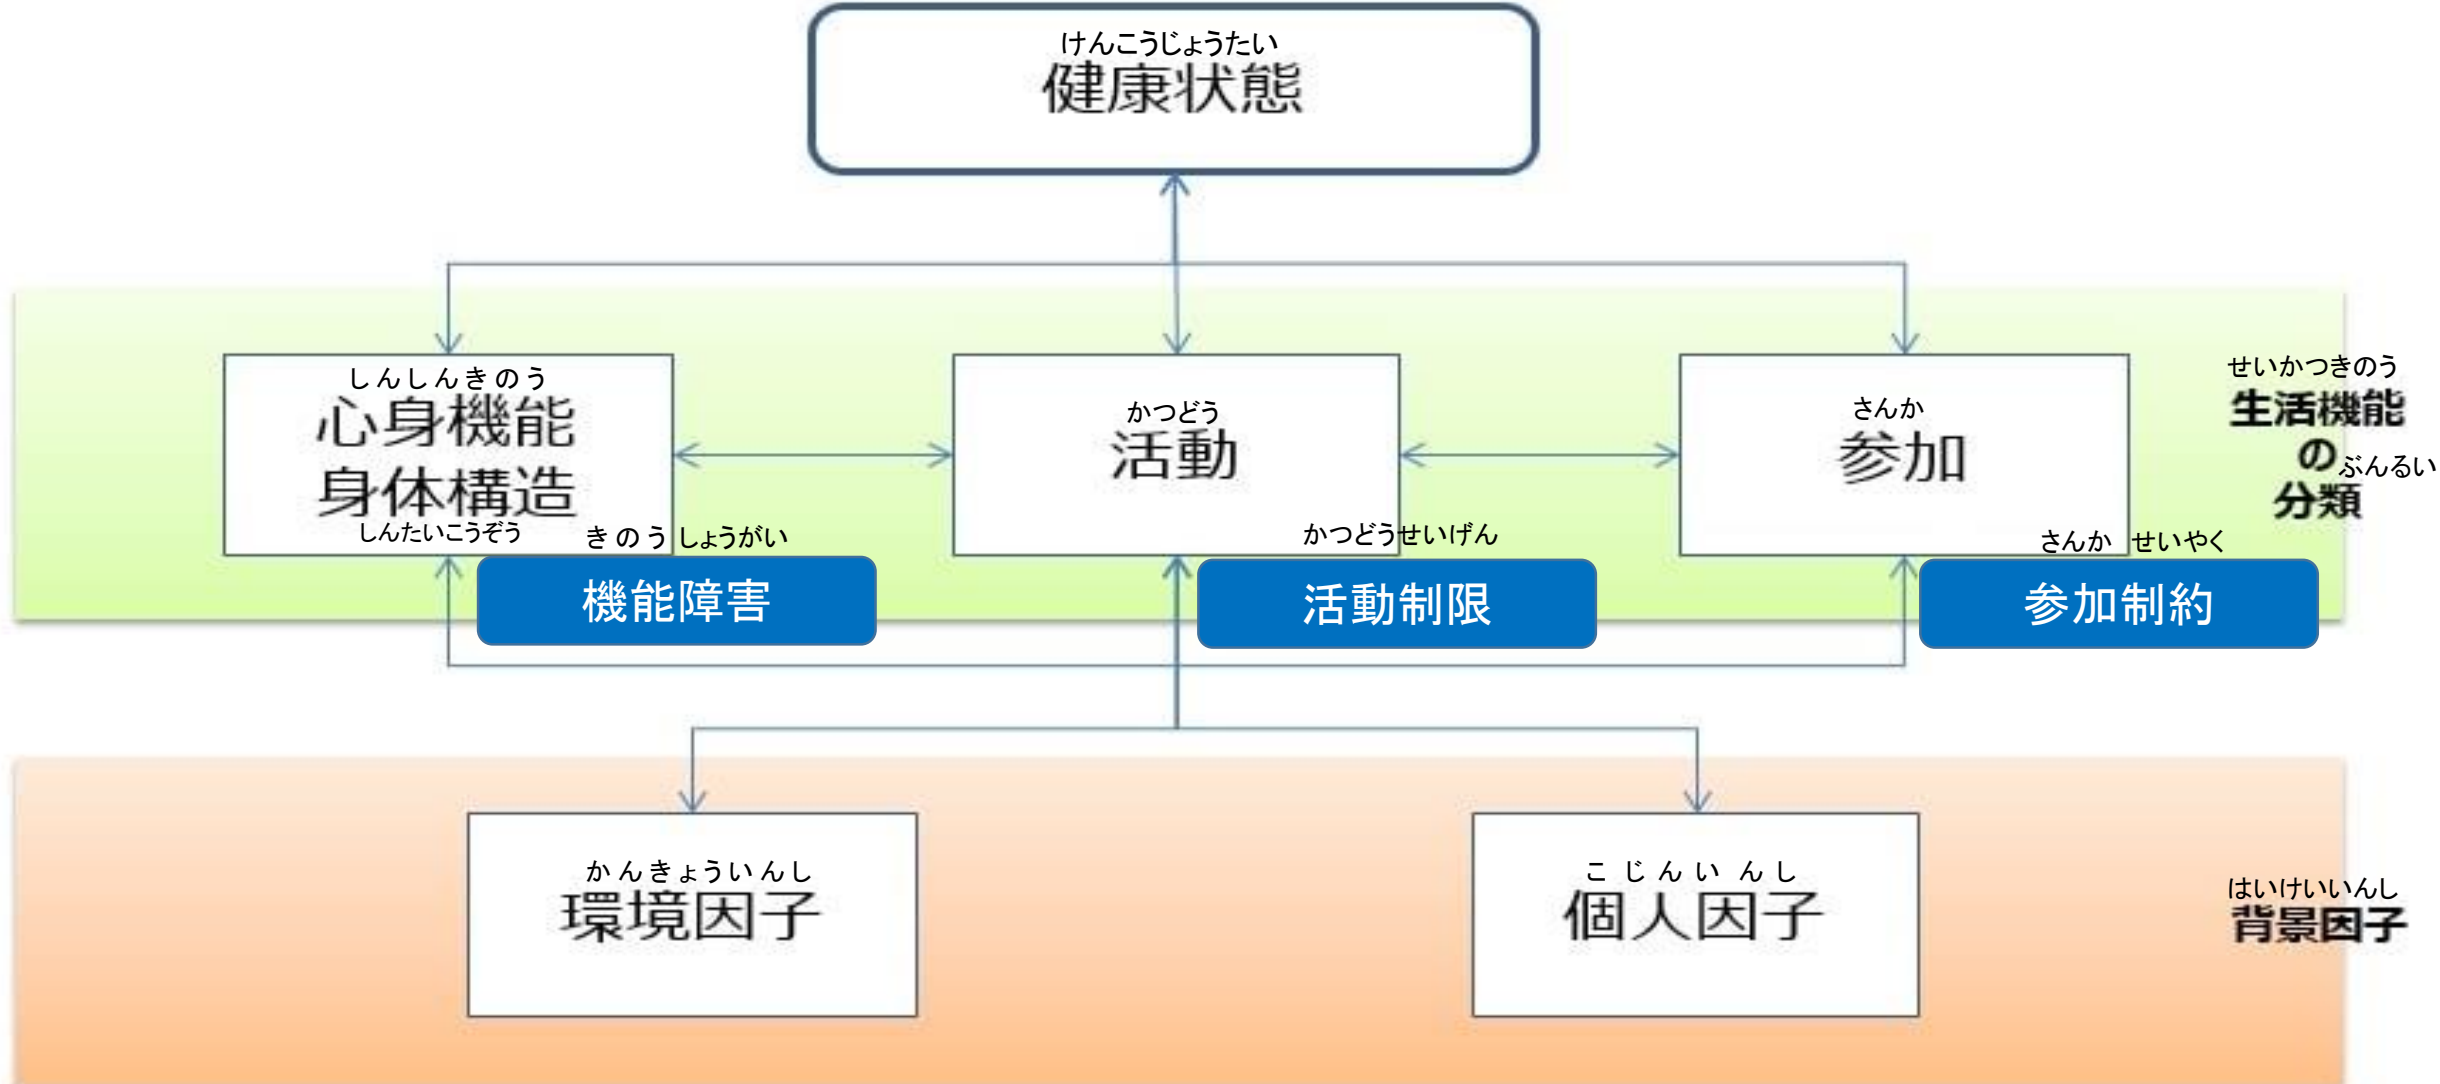 けんこうじょうたい
健康状態
しんしんきのう
心身機能
身体構造
しんたいこうぞう
きのうしょうがい
機能障害
かつどう
活動
かつどうせいげん
活動制限
さんか
参加
さんか せいやく
参加制約
せいかつきのう
生活機能
の
ぶんるい
分類
かんきょういんし
環境因子
こじんいんし
個人因子
はいけいいんし
背景因子